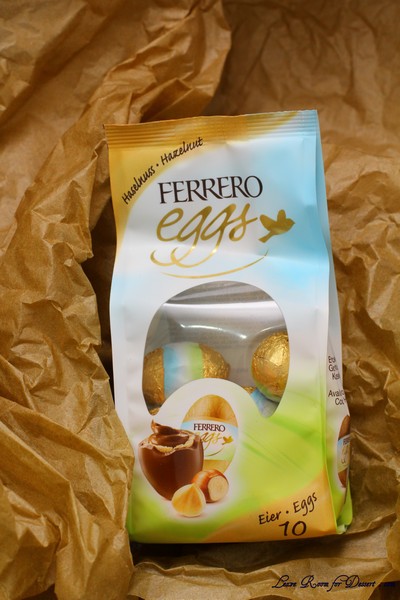 Haselnuss • Hazelnut
FERRERO
eggs
FERRERO
eggs
Eier • Eggs
10
Leave Room for Dessert